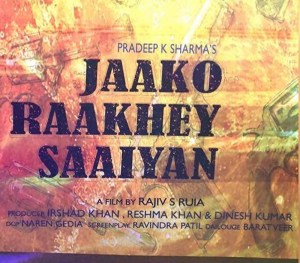 PRADEEP K SHARMA'S
JAAKO
RAAKHEY
SAAIYAN
A FILM BY RAJIV S RUIA
PRODUCER IRSHAD KHAN , RESHMA KHAN & DINESH KUMAR
DOP NAREN GEDIA SCREENPLAY RAVINDRA PATIL DAILOUGE BARATVEER